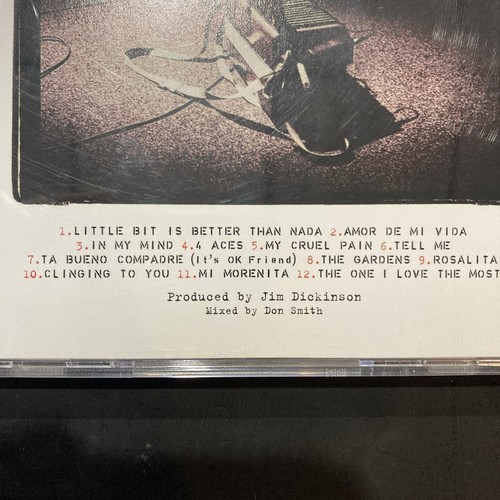 1.LITTLE BIT IS BETTER THAN NADA 2.AMOR DE MI VIDA
3.IN MY MIND 4.4 ACES 5.MY CRUEL PAIN 6.TELL ME
7.TA BUENO COMPADRE (It's OK Friend) 8.THE GARDENS 9.ROSALITA
10.CLINGING TO YOU 11.MI MORENITA 12.THE ONE I LOVE THE MOST
Produced by Jim Dickinson
Mixed by Don Smith